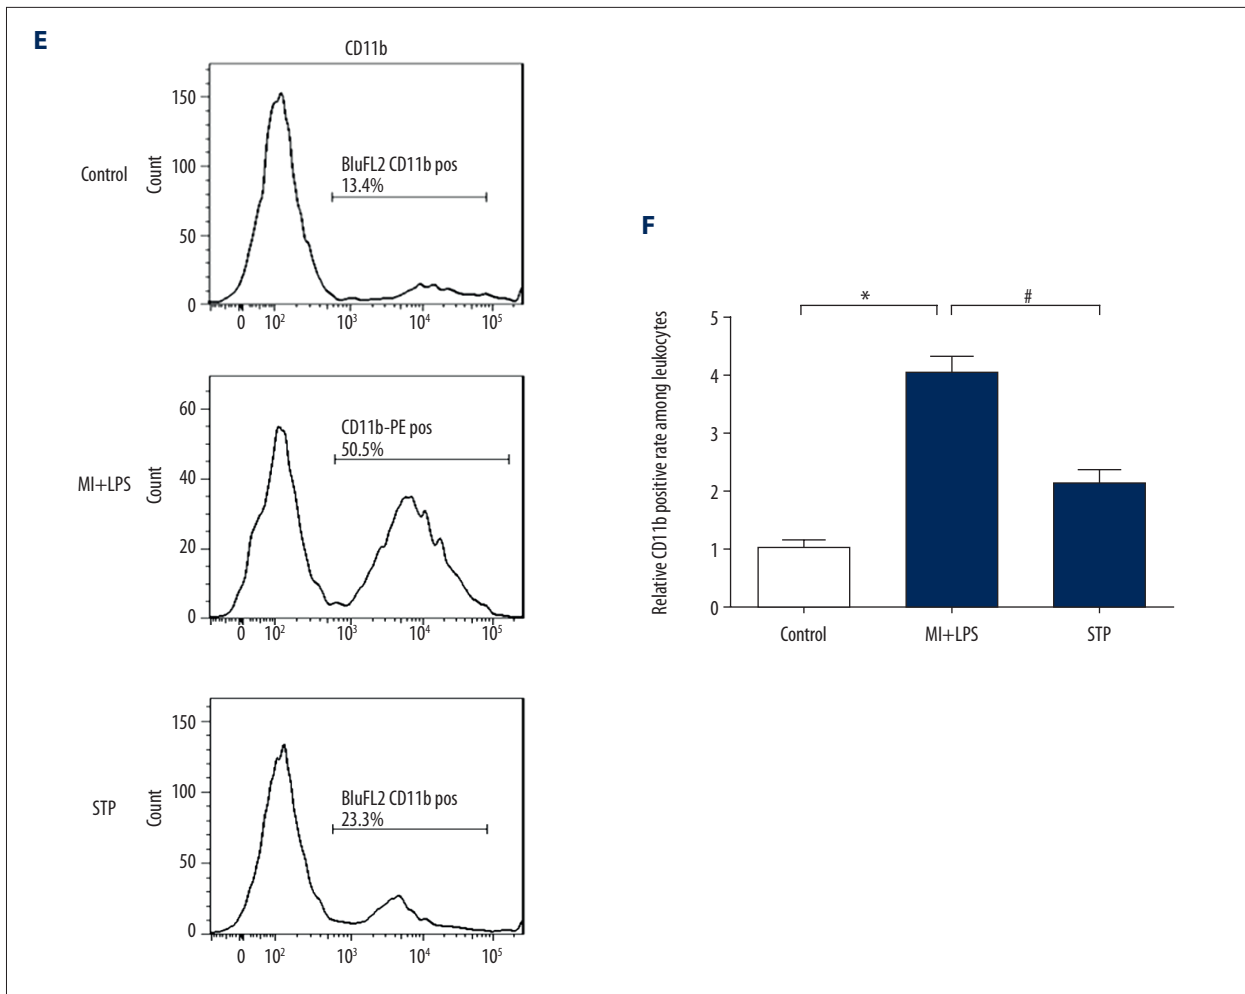 E
CD11b
Control
Count
150
100
50
0
BluFL2 CD11b pos
13.4%
0 10² 10³ 10⁴ 10⁵
MI+LPS
Count
60
40
20
0
CD11b-PE pos
50.5%
0 10² 10³ 10⁴ 10⁵
STP
Count
150
100
50
0
BluFL2 CD11b pos
23.3%
0 10² 10³ 10⁴ 10⁵
F
Relative CD11b positive rate among leukocytes
* #
5
4
3
2
1
0
Control MI+LPS STP